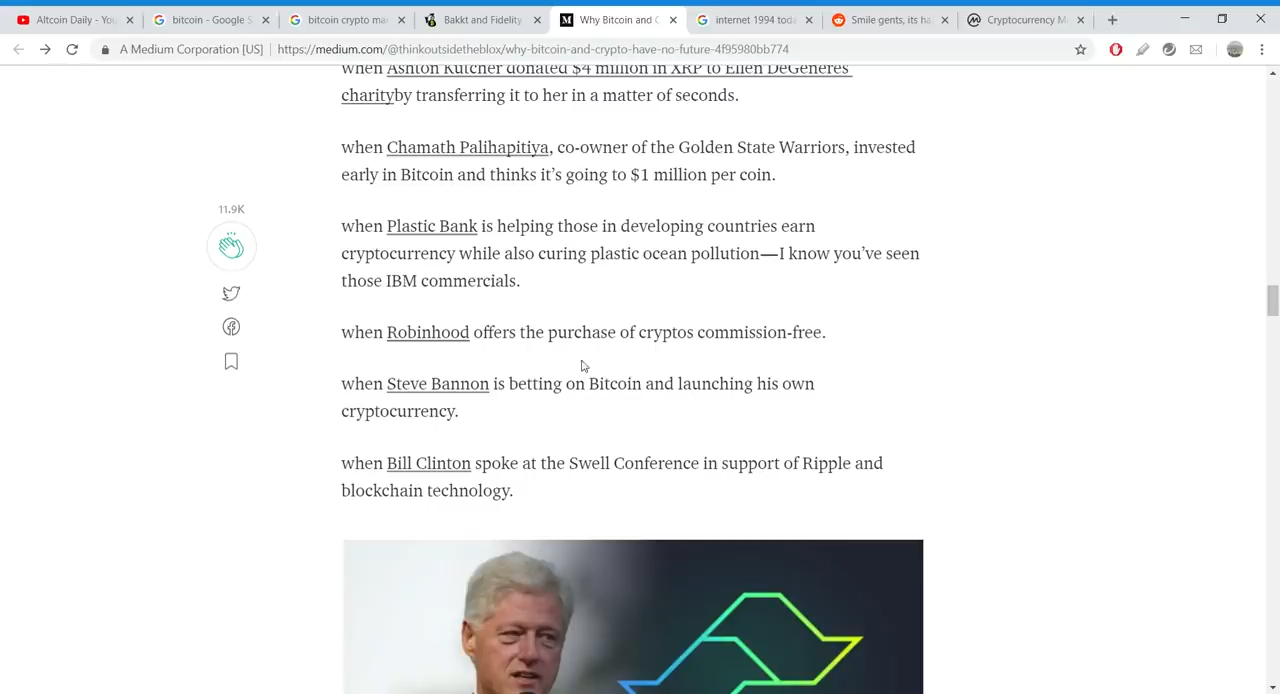 Altcoin Daily - You
bitcoin - Google S
bitcoin crypto ma
Bakkt and Fidelity
Why Bitcoin and C
internet 1994 toda
Smile gents, its ha
Cryptocurrency M
A Medium Corporation [US] | https://medium.com/@thinkoutsidetheblox/why-bitcoin-and-crypto-have-no-future-4f95980bb774
when Ashton Kutcher donated $4 million in XRP to Ellen DeGeneres
charityby transferring it to her in a matter of seconds.
when Chamath Palihapitiya, co-owner of the Golden State Warriors, invested
early in Bitcoin and thinks it’s going to $1 million per coin.
11.9K
when Plastic Bank is helping those in developing countries earn
cryptocurrency while also curing plastic ocean pollution—I know you’ve seen
those IBM commercials.
when Robinhood offers the purchase of cryptos commission-free.
when Steve Bannon is betting on Bitcoin and launching his own
cryptocurrency.
when Bill Clinton spoke at the Swell Conference in support of Ripple and
blockchain technology.